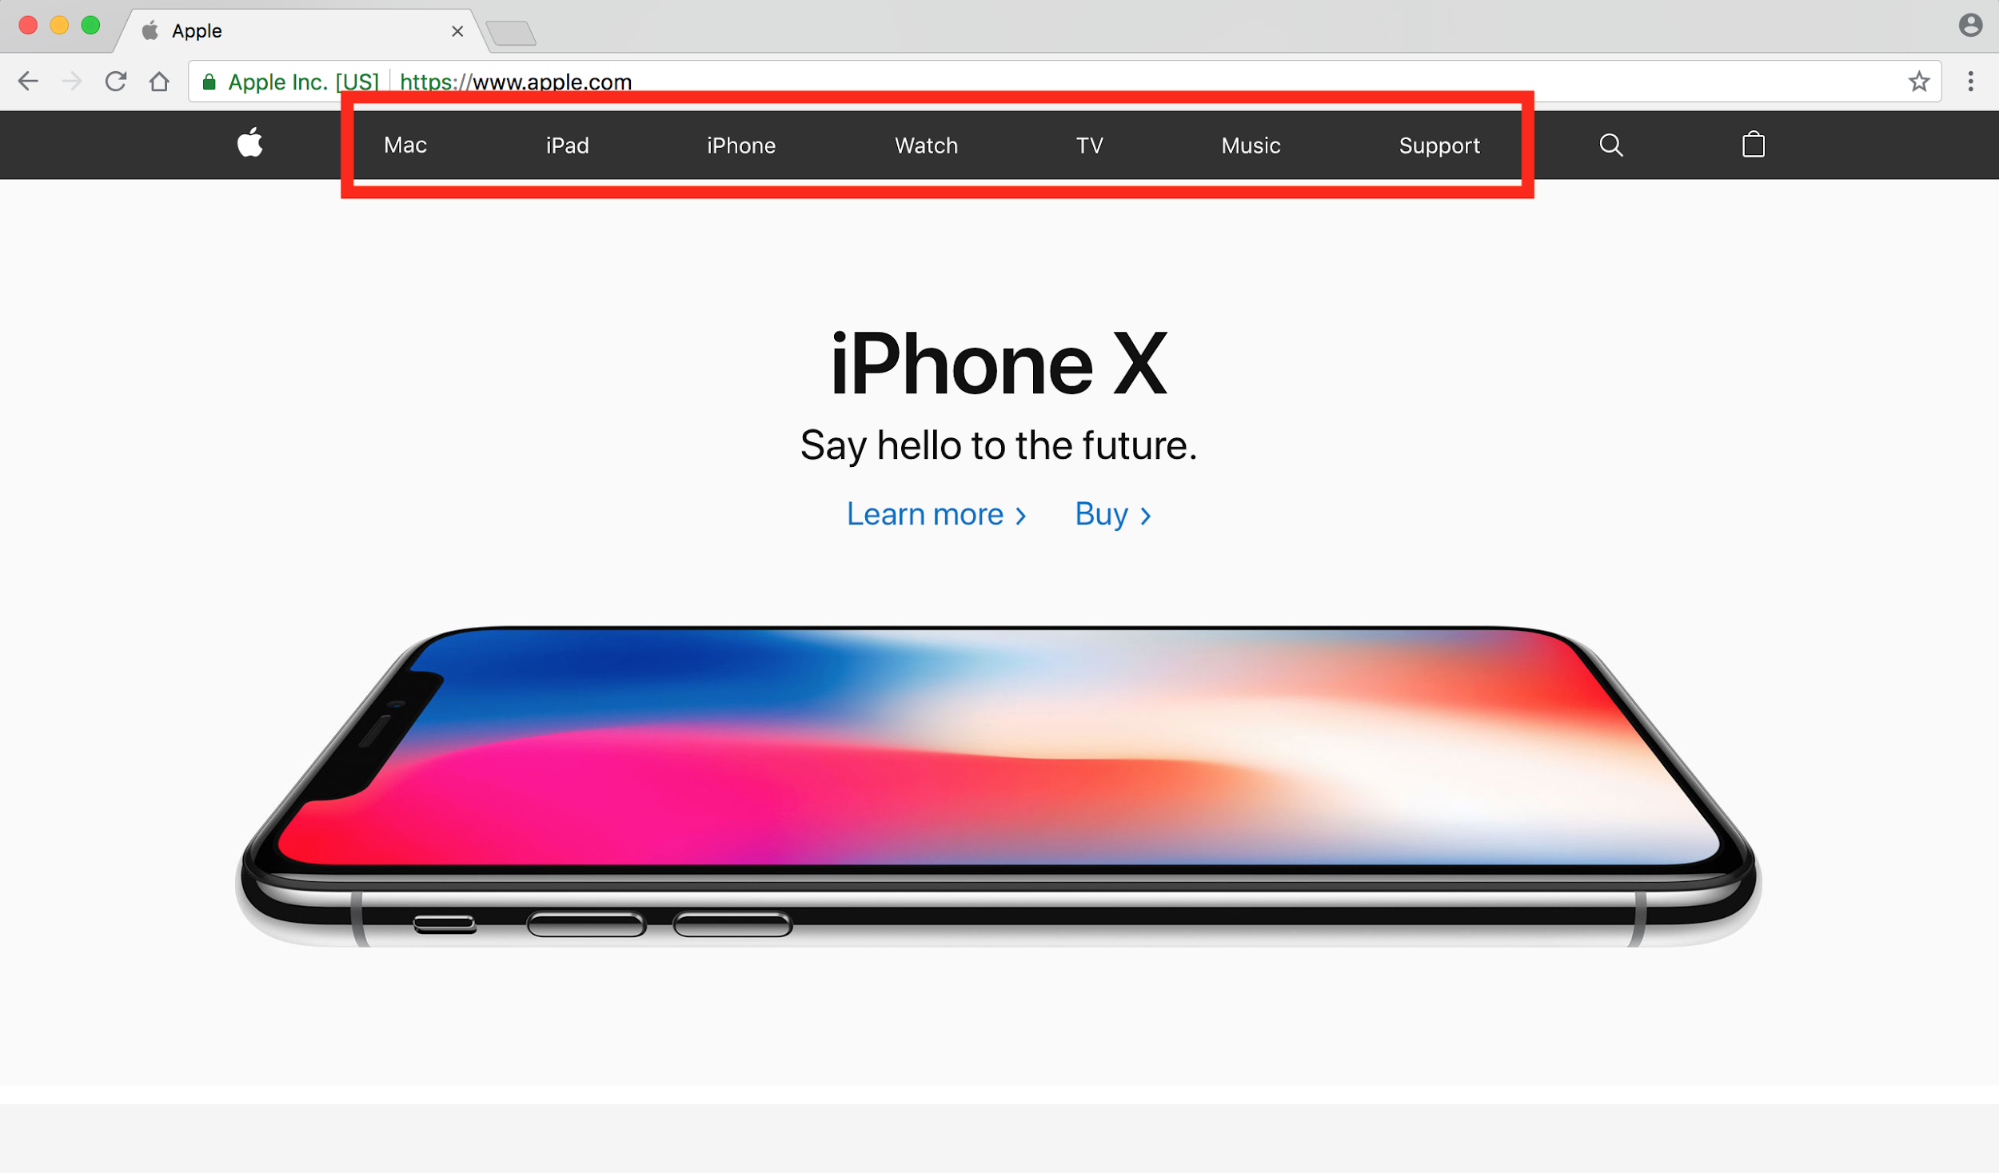 Apple
Apple Inc. [US] https://www.apple.com
Mac iPad iPhone Watch TV Music Support
iPhone X
Say hello to the future.
Learn more > Buy >